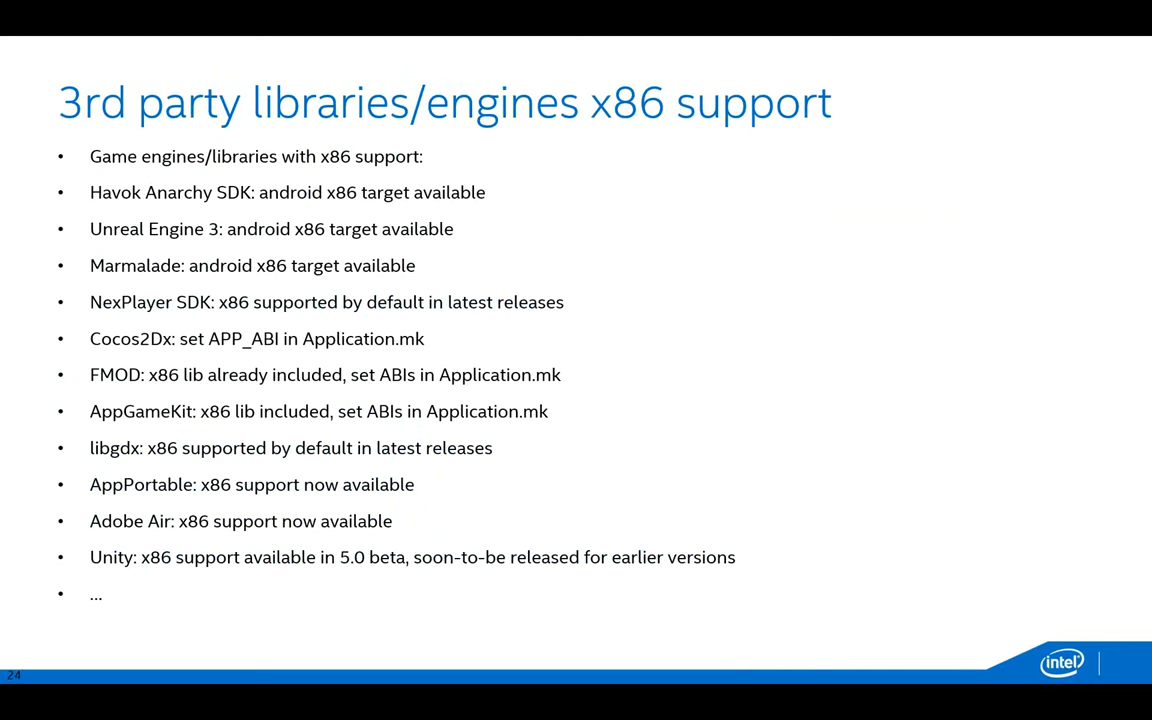 3rd party libraries/engines x86 support
• Game engines/libraries with x86 support:
• Havok Anarchy SDK: android x86 target available
• Unreal Engine 3: android x86 target available
• Marmalade: android x86 target available
• NexPlayer SDK: x86 supported by default in latest releases
• Cocos2Dx: set APP_ABI in Application.mk
• FMOD: x86 lib already included, set ABIs in Application.mk
• AppGameKit: x86 lib included, set ABIs in Application.mk
• libgdx: x86 supported by default in latest releases
• AppPortable: x86 support now available
• Adobe Air: x86 support now available
• Unity: x86 support available in 5.0 beta, soon-to-be released for earlier versions
• ...
24
intel